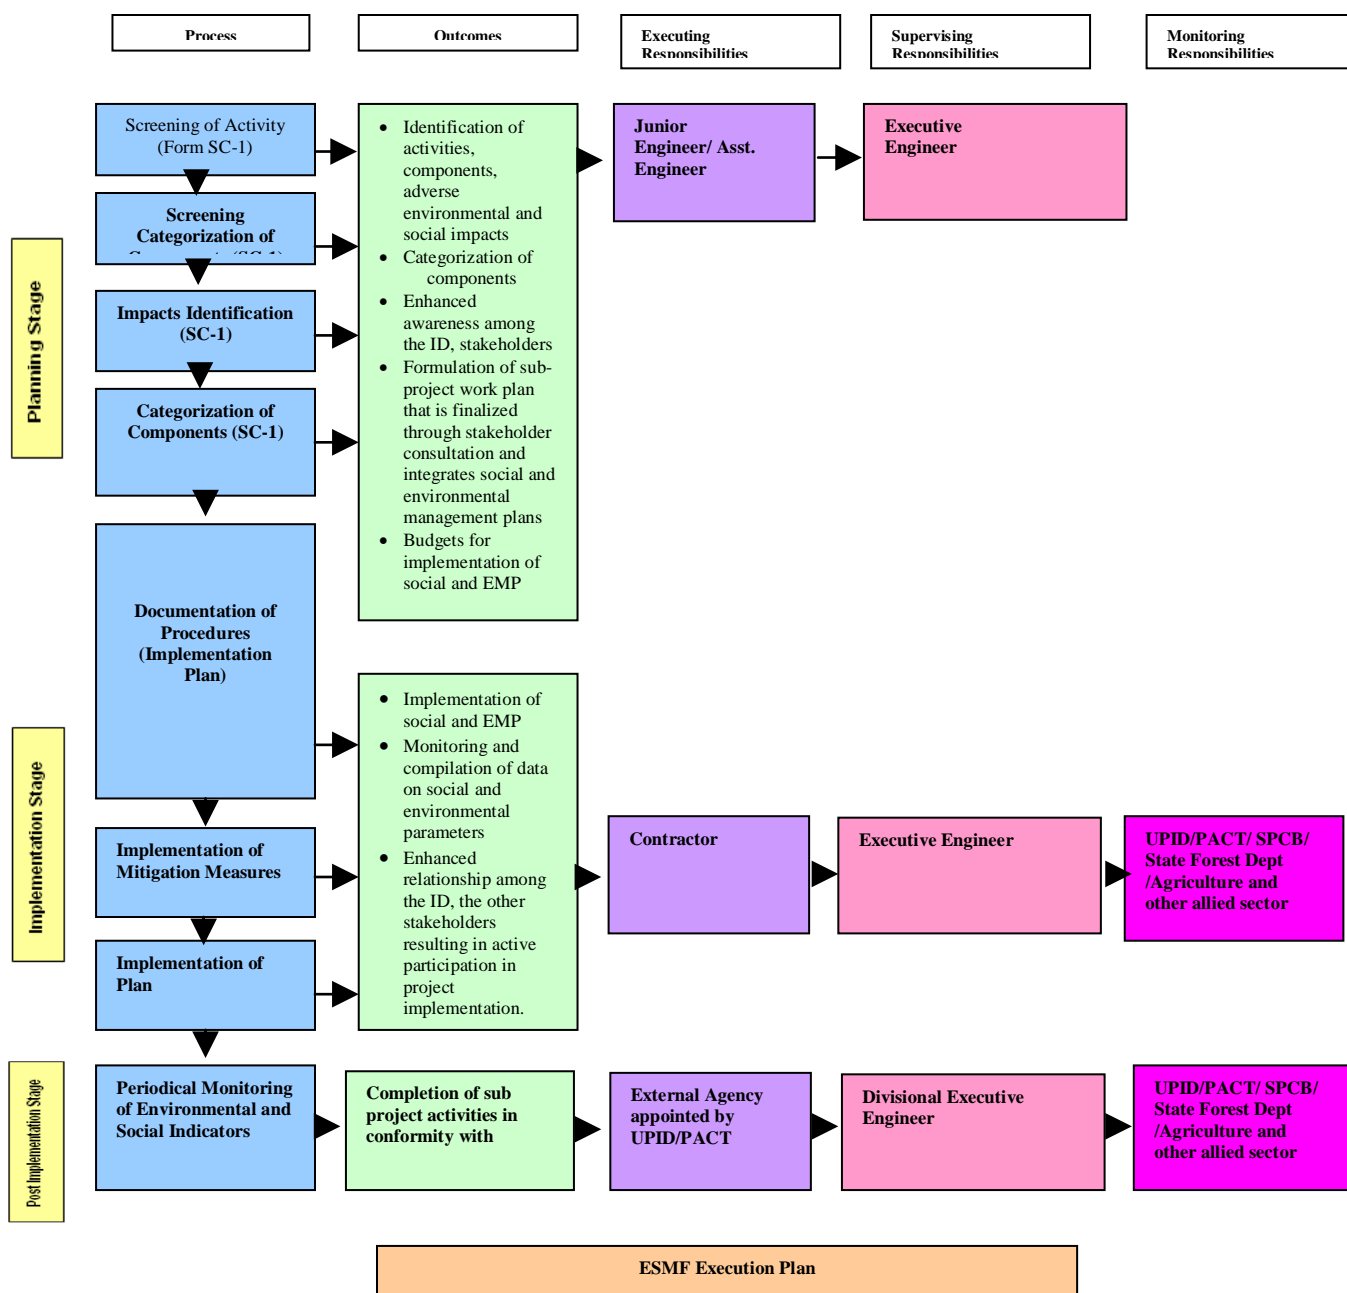 Process
Outcomes
Executing
Responsibilities
Supervising
Responsibilities
Monitoring
Responsibilities
Planning Stage
Screening of Activity
(Form SC-1)
Screening
Categorization of
Impacts Identification
(SC-1)
Categorization of
Components (SC-1)
Documentation of
Procedures
(Implementation
Plan)
• Identification of
activities,
components,
adverse
environmental and
social impacts
• Categorization of
components
• Enhanced
awareness among
the ID, stakeholders
• Formulation of sub-
project work plan
that is finalized
through stakeholder
consultation and
integrates social and
environmental
management plans
• Budgets for
implementation of
social and EMP
Junior
Engineer/ Asst.
Engineer
Executive
Engineer
Implementation Stage
Implementation of
Mitigation Measures
Implementation of
Plan
• Implementation of
social and EMP
• Monitoring and
compilation of data
on social and
environmental
parameters
• Enhanced
relationship among
the ID, the other
stakeholders
resulting in active
participation in
project
implementation.
Contractor
Executive Engineer
UPID/PACT/ SPCB/
State Forest Dept
/Agriculture and
other allied sector
Post Implementation Stage
Periodical Monitoring
of Environmental and
Social Indicators
Completion of sub
project activities in
conformity with
External Agency
appointed by
UPID/PACT
Divisional Executive
Engineer
UPID/PACT/ SPCB/
State Forest Dept
/Agriculture and
other allied sector
ESMF Execution Plan